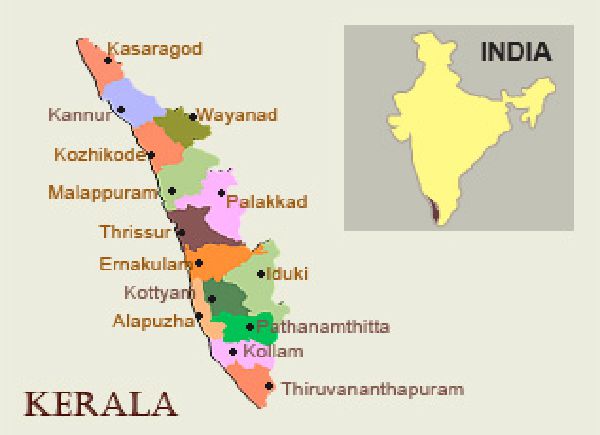 Kasaragod
INDIA
Kannur
Wayanad
Kozhikode
Malappuram
Palakkad
Thrissur
Ernakulam
Iduki
Kottyam
Alapuzha
Pathanamthitta
Kollam
Thiruvananthapuram
KERALA